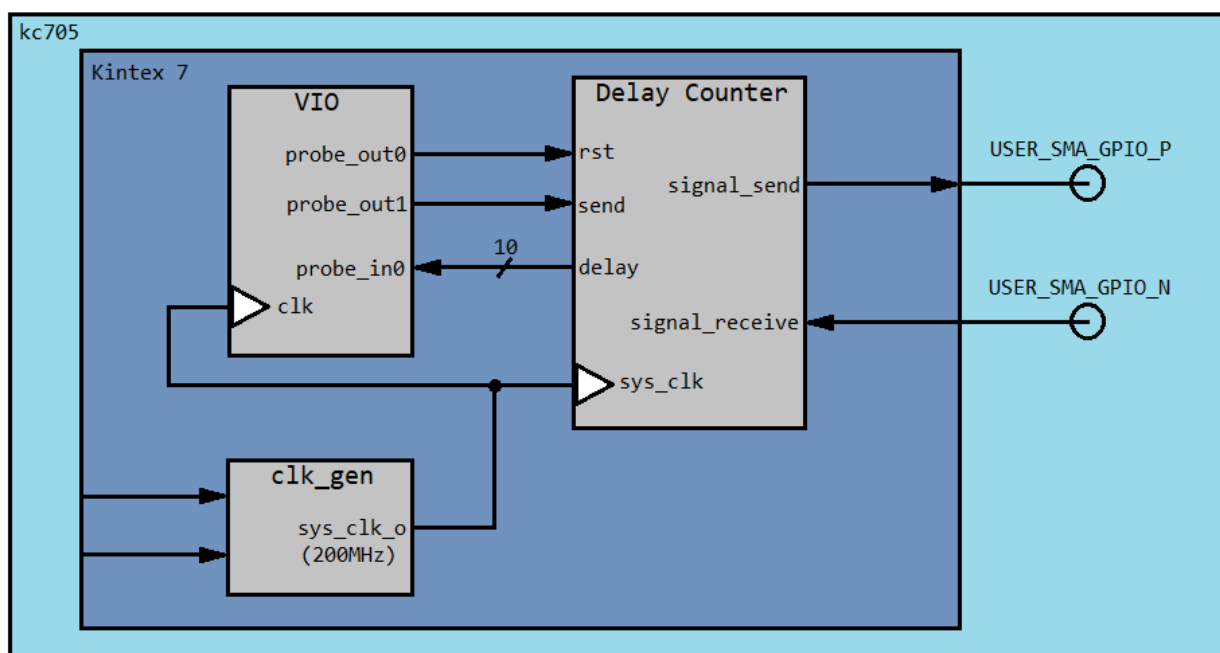 kc705
Kintex 7
VIO
probe_out0
probe_out1
probe_in0
clk
10
Delay Counter
rst
signal_send
send
delay
signal_receive
sys_clk
USER_SMA_GPIO_P
USER_SMA_GPIO_N
clk_gen
sys_clk_o
(200MHz)